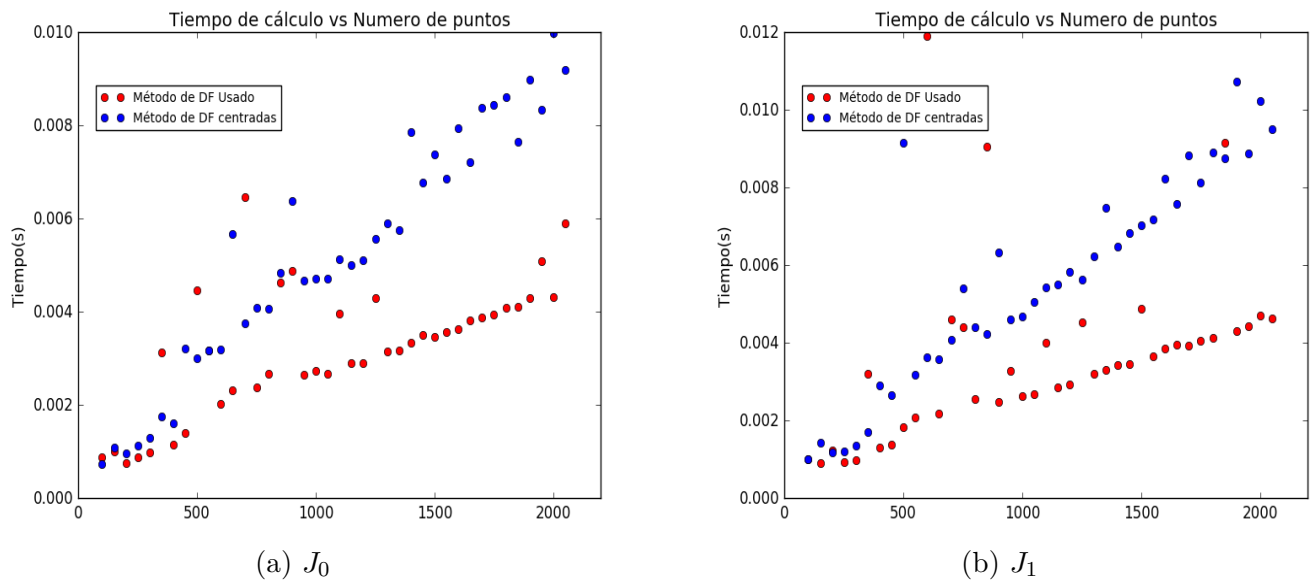 Tiempo de cálculo vs Numero de puntos
0.010
0.008
0.006
0.004
0.002
0.000
Tiempo(s)
Método de DF Usado
Método de DF centradas
0 500 1000 1500 2000
(a) J_0
Tiempo de cálculo vs Numero de puntos
0.012
0.010
0.008
0.006
0.004
0.002
0.000
Tiempo(s)
Método de DF Usado
Método de DF centradas
0 500 1000 1500 2000
(b) J_1